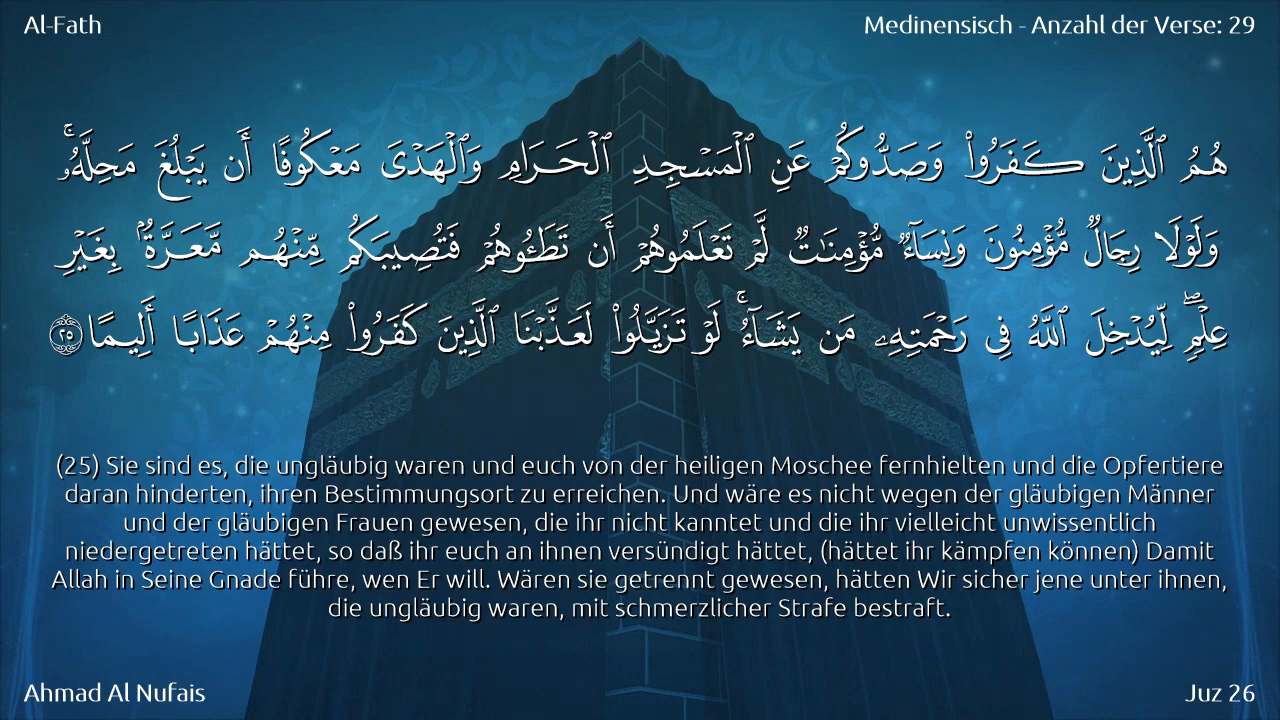 Al-Fath
Medinensisch - Anzahl der Verse: 29
هُمُ ٱلَّذِينَ كَفَرُوا۟ وَصَدُّوكُمْ عَنِ ٱلْمَسْجِدِ ٱلْحَرَامِ وَٱلْهَدْىَ مَعْكُوفًا أَن يَبْلُغَ مَحِلَّهُۥ ۚ
وَلَوْلَا رِجَالٌ مُّؤْمِنُونَ وَنِسَآءٌ مُّؤْمِنَٰتٌ لَّمْ تَعْلَمُوهُمْ أَن تَطَـُٔوهُمْ فَتُصِيبَكُم مِّنْهُم مَّعَرَّةٌۢ بِغَيْرِ
عِلْمٍ ۖ لِّيُدْخِلَ ٱللَّهُ فِى رَحْمَتِهِۦ مَن يَشَآءُ ۚ لَوْ تَزَيَّلُوا۟ لَعَذَّبْنَا ٱلَّذِينَ كَفَرُوا۟ مِنْهُمْ عَذَابًا أَلِيمًا ٢٥
(25) Sie sind es, die ungläubig waren und euch von der heiligen Moschee fernhielten und die Opfertiere
daran hinderten, ihren Bestimmungsort zu erreichen. Und wäre es nicht wegen der gläubigen Männer
und der gläubigen Frauen gewesen, die ihr nicht kanntet und die ihr vielleicht unwissentlich
niedergetreten hättet, so daß ihr euch an ihnen versündigt hättet, (hättet ihr kämpfen können) Damit
Allah in Seine Gnade führe, wen Er will. Wären sie getrennt gewesen, hätten Wir sicher jene unter ihnen,
die ungläubig waren, mit schmerzlicher Strafe bestraft.
Ahmad Al Nufais
Juz 26